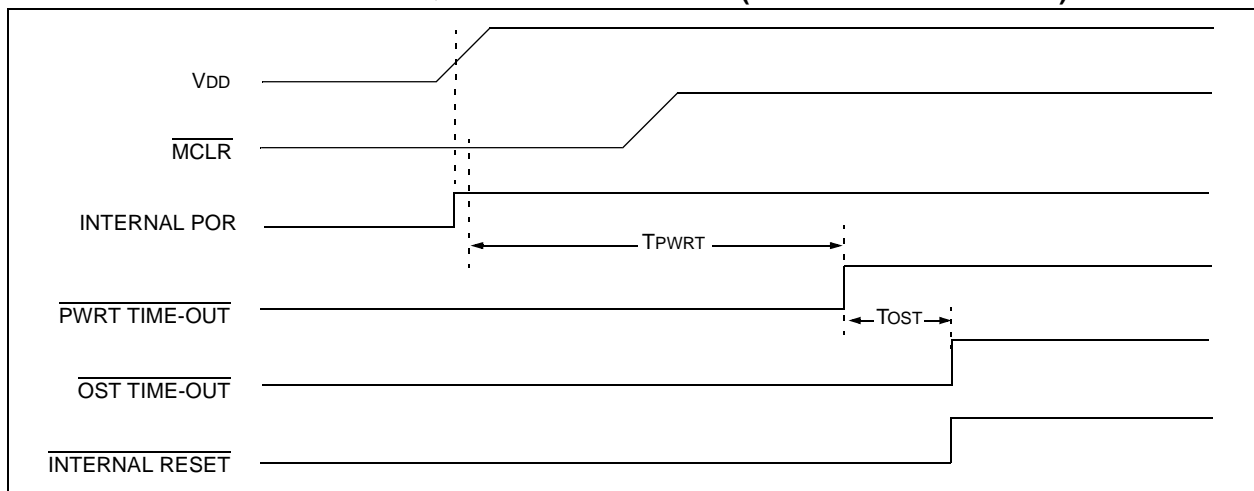 VDD
MCLR
INTERNAL POR
TPWRT
PWRT TIME-OUT
TOST
OST TIME-OUT
INTERNAL RESET